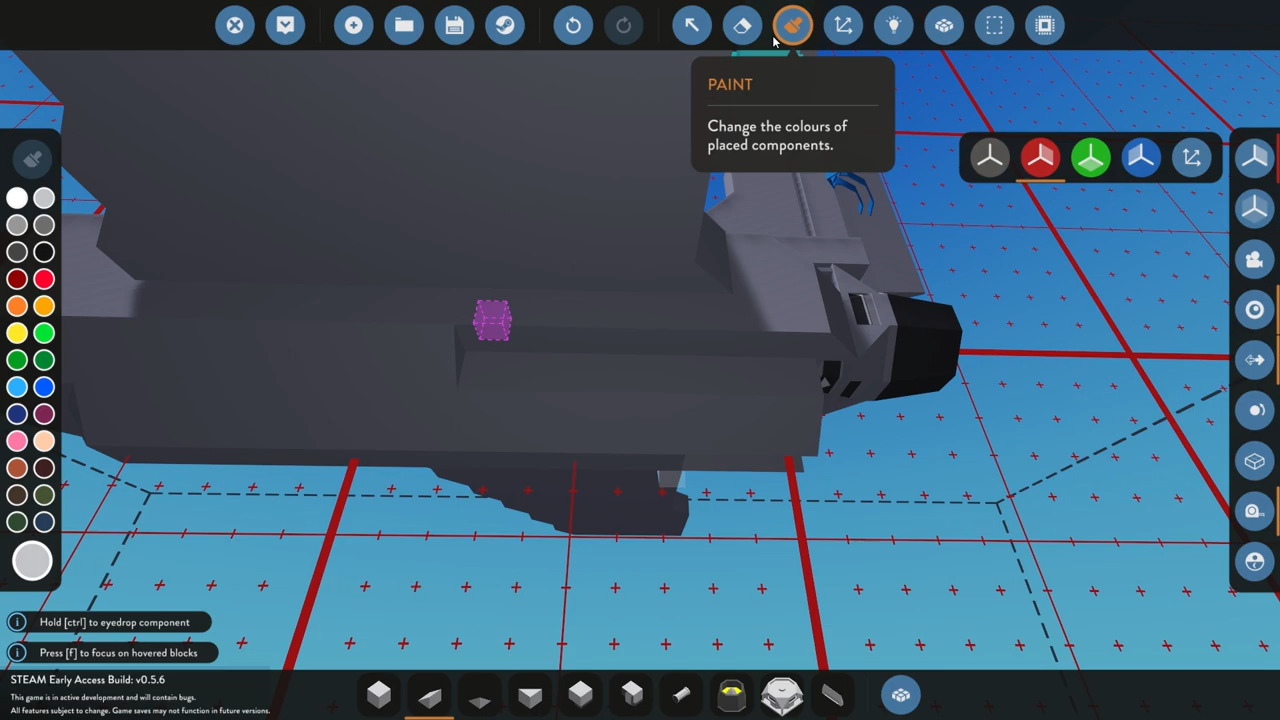 PAINT
Change the colours of
placed components.
Hold [ctrl] to eyedrop component
Press [f] to focus on hovered blocks
STEAM Early Access Build: v0.5.6
This game is in active development and will contain bugs.
All features subject to change. Game saves may not function in future versions.